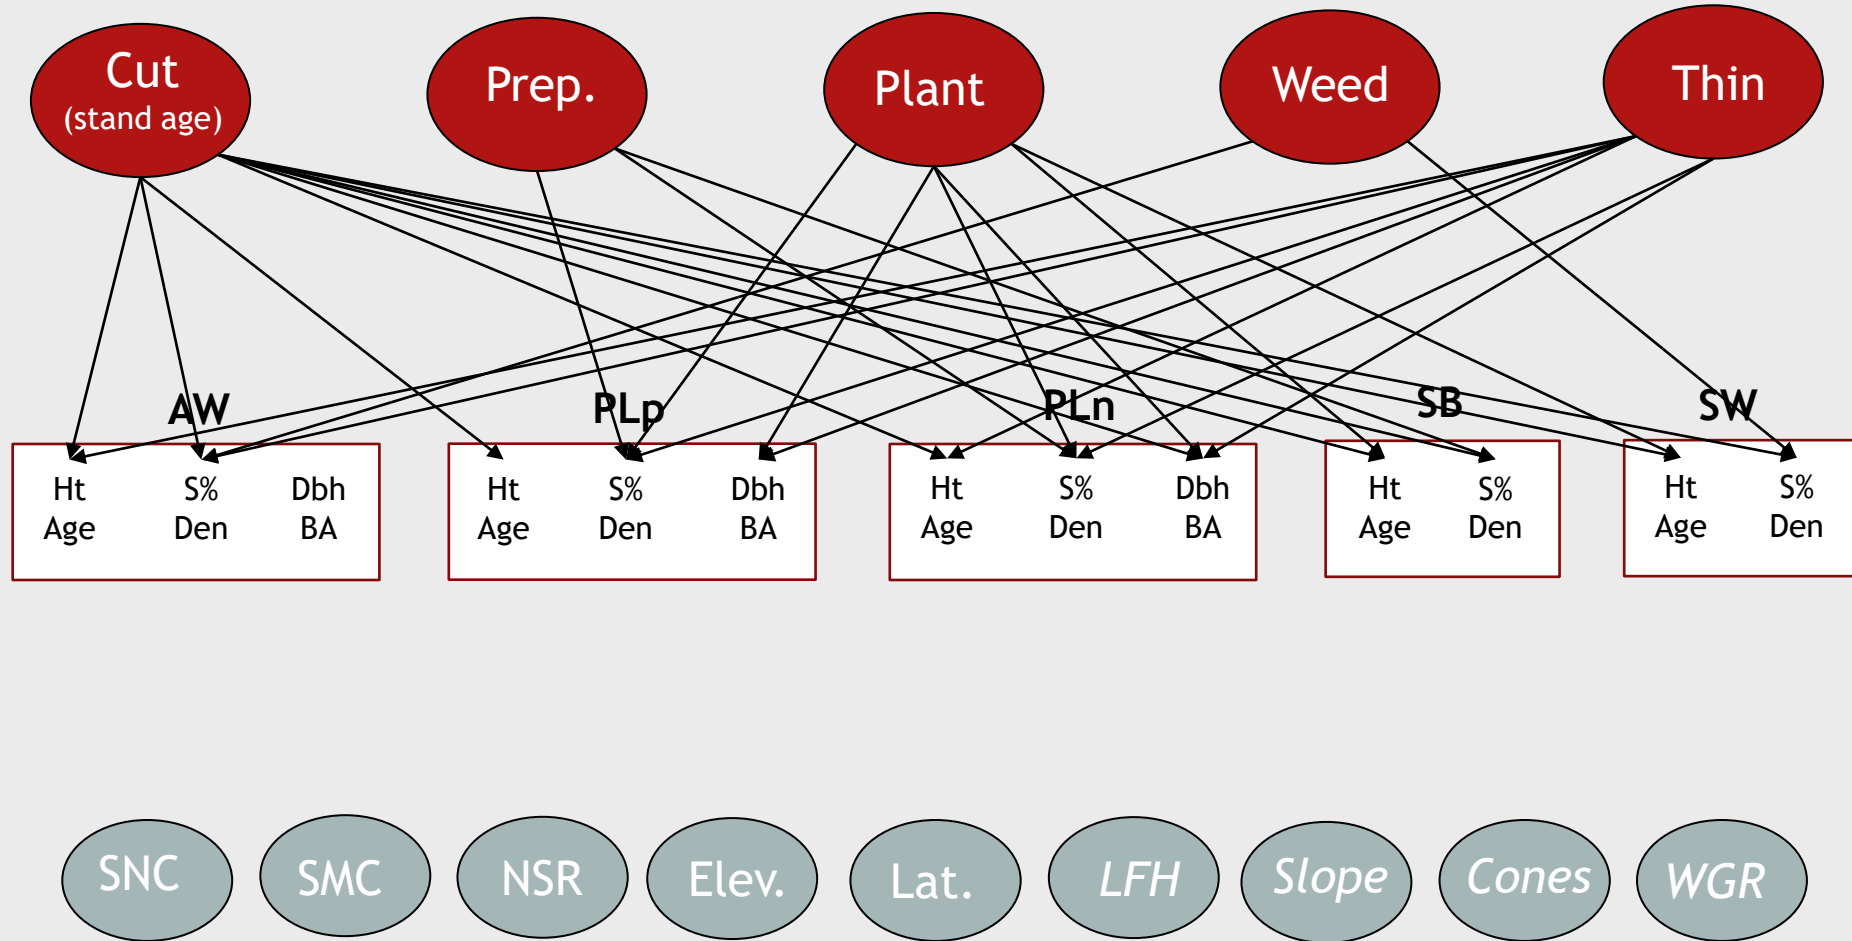 Cut
(stand age)
Prep.
Plant
Weed
Thin
AW
PLp
PLn
SB
SW
Ht S% Dbh
Age Den BA
Ht S% Dbh
Age Den BA
Ht S% Dbh
Age Den BA
Ht S%
Age Den
Ht S%
Age Den
SNC
SMC
NSR
Elev.
Lat.
LFH
Slope
Cones
WGR